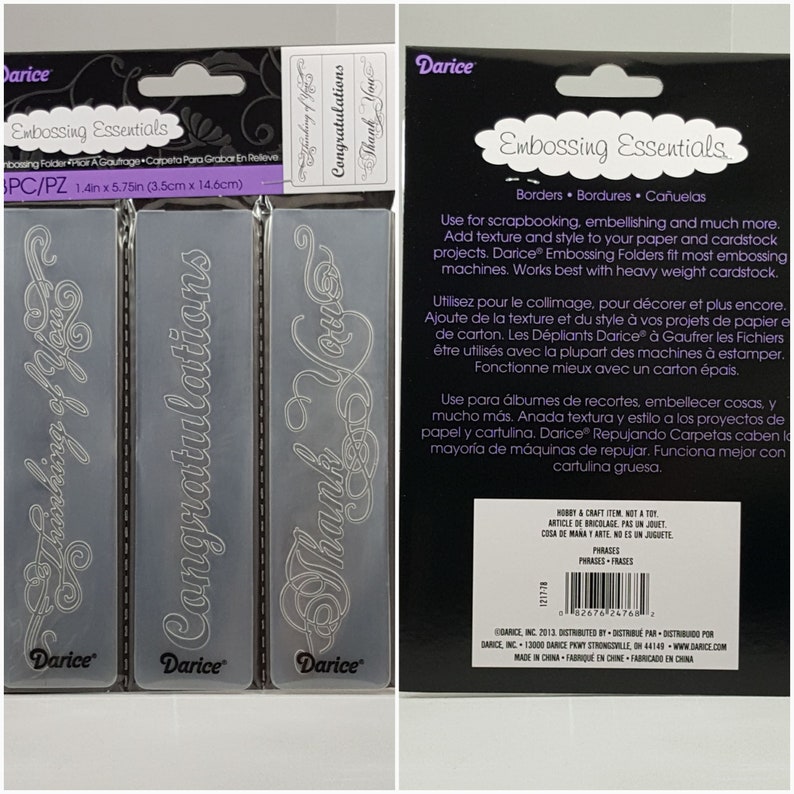 Darice
Embossing Essentials
Embossing Folder • Plioir A Gaufrage • Carpeta Para Grabar En Relieve
3PC/PZ 1.4in x 5.75in (3.5cm x 14.6cm)
Thinking of You
Congratulations
Thank You
Thinking of You
Congratulations
Thank You
Darice®
Darice®
Darice®
Darice®
Embossing Essentials™
Borders • Bordures • Cañuelas
Use for scrapbooking, embellishing and much more.
Add texture and style to your paper and cardstock
projects. Darice® Embossing Folders fit most embossing
machines. Works best with heavy weight cardstock.
Utilisez pour le collimage, pour décorer et plus encore.
Ajoute de la texture et du style à vos projets de papier e
de carton. Les Dépliants Darice® à Gaufrer les Fichiers
être utilisés avec la plupart des machines à estamper.
Fonctionne mieux avec un carton épais.
Use para álbumes de recortes, embellecer cosas, y
mucho más. Anada textura y estilo a los proyectos de
papel y cartulina. Darice® Repujando Carpetas caben la
mayoría de máquinas de repujar. Funciona mejor con
cartulina gruesa.
HOBBY & CRAFT ITEM. NOT A TOY.
ARTICLE DE BRICOLAGE. PAS UN JOUET.
COSA DE MAÑA Y ARTE. NO ES UN JUGUETE.
PHRASES
PHRASES • FRASES
1217-78
0 82676 24768 2
©DARICE, INC. 2013. DISTRIBUTED BY • DISTRIBUÉ PAR • DISTRIBUIDO POR
DARICE, INC. • 13000 DARICE PKWY STRONGSVILLE, OH 44149 • WWW.DARICE.COM
MADE IN CHINA • FABRIQUÉ EN CHINE • FABRICADO EN CHINA